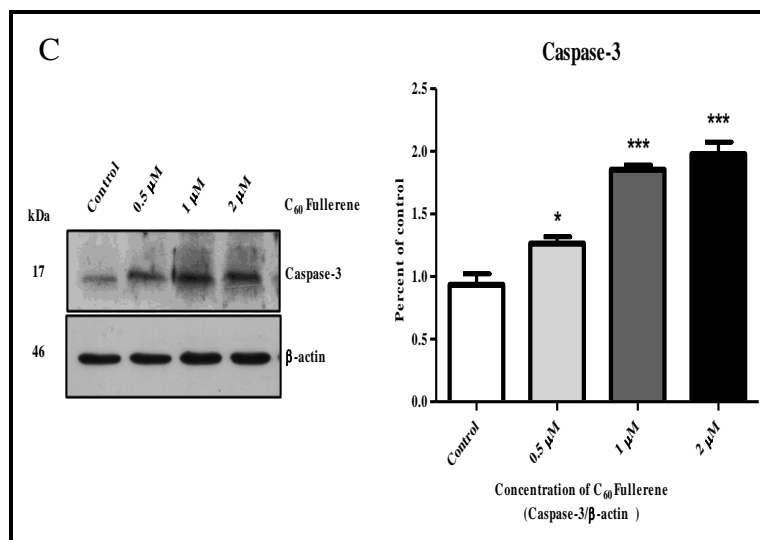 C
Control
0.5 µM
1 µM
2 µM
C₆₀ Fullerene
kDa
17
Caspase-3
46
β-actin
Caspase-3
Percent of control
2.5
2.0
1.5
1.0
0.5
0.0
*
***
***
Control
0.5 µM
1 µM
2 µM
Concentration of C₆₀ Fullerene
(Caspase-3/β-actin )